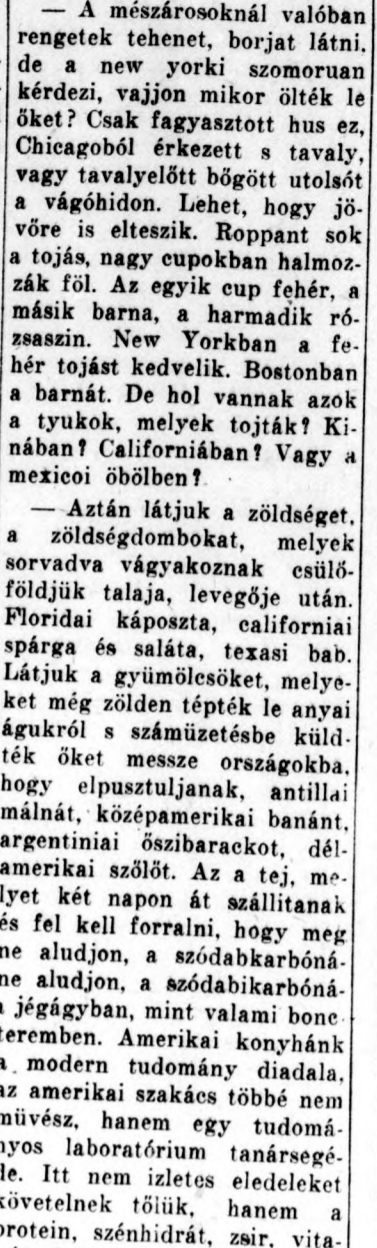 — A mészárosoknál valóban
rengetek tehenet, borjat látni,
de a new yorki szomoruan
kérdezi, vajjon mikor ölték le
őket? Csak fagyasztott hus ez,
Chicagoból érkezett s tavaly,
vagy tavalyelőtt bőgött utolsót
a vágóhidon. Lehet, hogy jö-
vőre is elteszik. Roppant sok
a tojás, nagy cupokban halmoz-
zák föl. Az egyik cup fehér, a
másik barna, a harmadik ró-
zsaszin. New Yorkban a fe-
hér tojást kedvelik. Bostonban
a barnát. De hol vannak azok
a tyukok, melyek tojták? Ki-
nában? Californiában? Vagy a
mexicoi öbölben?
— Aztán látjuk a zöldséget,
a zöldségdombokat, melyek
sorvadva vágyakoznak csülő-
földjük talaja, levegője után.
Floridai káposzta, californiai
spárga és saláta, texasi bab.
Látjuk a gyümölcsöket, melye-
ket még zölden tépték le anyai
águkról s számüzetésbe küld-
ték őket messze országokba,
hogy elpusztuljanak, antillai
málnát, középamerikai banánt,
argentiniai őszibarackot, dél-
amerikai szőlőt. Az a tej, me-
lyet két napon át szállitanak
és fel kell forralni, hogy meg
ne aludjon, a szódabkarbóná-
ne aludjon, a szódabikarbóná-
a jégágyban, mint valami bonc-
teremben. Amerikai konyhánk
a modern tudomány diadala,
az amerikai szakács többé nem
müvész, hanem egy tudomá-
nyos laboratórium tanársegé-
de. Itt nem izletes eledeleket
követelnek tőlük, hanem a
protein, szénhidrát, zsir, vita-